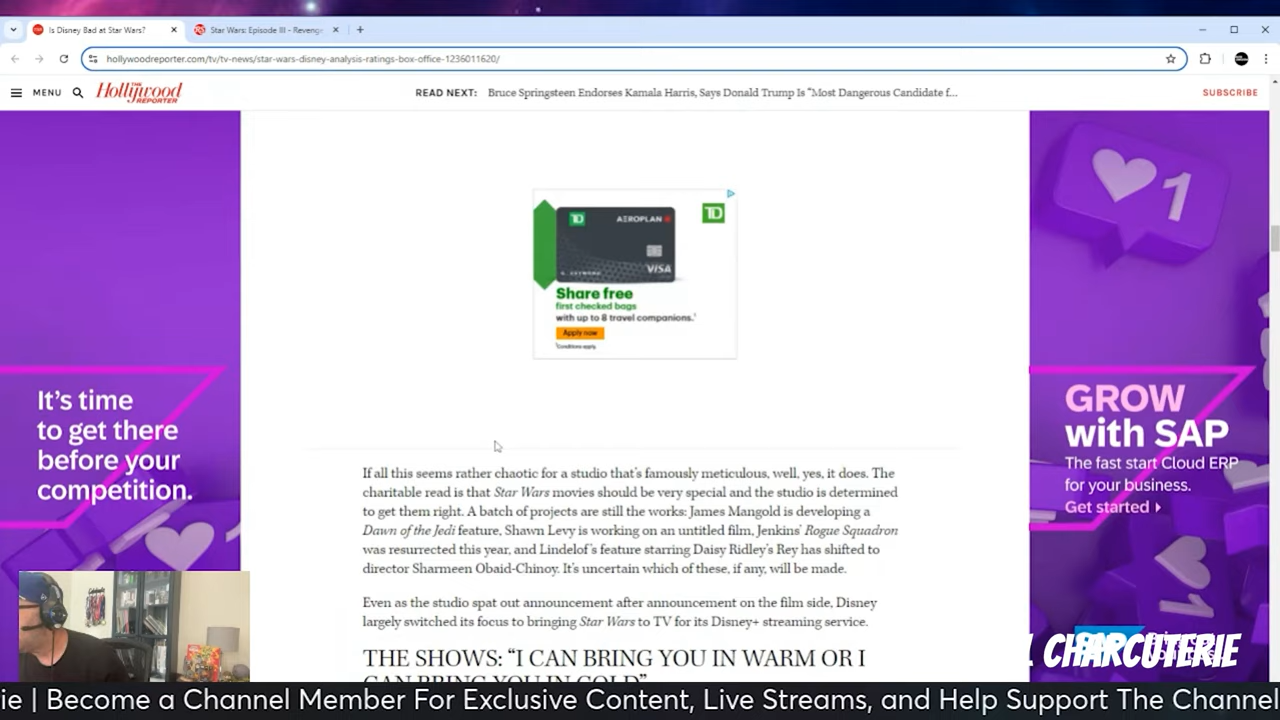 Is Disney Bad at Star Wars?
Star Wars: Episode III - Reveng
hollywoodreporter.com/tv/tv-news/star-wars-disney-analysis-ratings-box-office-1236011620/
MENU
THE Hollywood REPORTER
READ NEXT: Bruce Springsteen Endorses Kamala Harris, Says Donald Trump Is “Most Dangerous Candidate f...
SUBSCRIBE
TD AEROPLAN
VISA
TD
Share free
first checked bags
with up to 8 travel companions.¹
Apply now
¹Conditions apply.
It’s time
to get there
before your
competition.
1
GROW
with SAP
The fast start Cloud ERP
for your business.
Get started
If all this seems rather chaotic for a studio that’s famously meticulous, well, yes, it does. The
charitable read is that Star Wars movies should be very special and the studio is determined
to get them right. A batch of projects are still the works: James Mangold is developing a
Dawn of the Jedi feature, Shawn Levy is working on an untitled film, Jenkins’ Rogue Squadron
was resurrected this year, and Lindelof’s feature starring Daisy Ridley’s Rey has shifted to
director Sharmeen Obaid-Chinoy. It’s uncertain which of these, if any, will be made.
Even as the studio spat out announcement after announcement on the film side, Disney
largely switched its focus to bringing Star Wars to TV for its Disney+ streaming service.
THE SHOWS: “I CAN BRING YOU IN WARM OR I
CAN BRING YOU IN COLD”
CHARCUTERIE
ie | Become a Channel Member For Exclusive Content, Live Streams, and Help Support The Channel